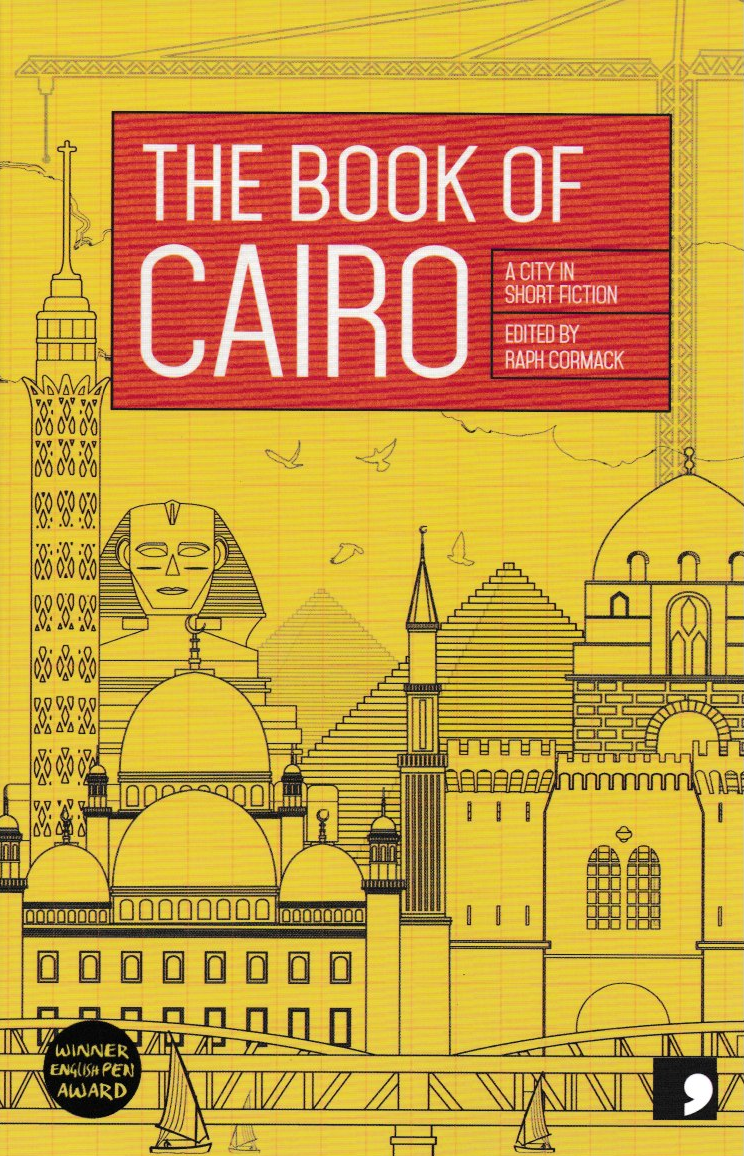 THE BOOK OF
CAIRO
A CITY IN
SHORT FICTION
EDITED BY
RAPH CORMACK
WINNER
ENGLISH PEN
AWARD